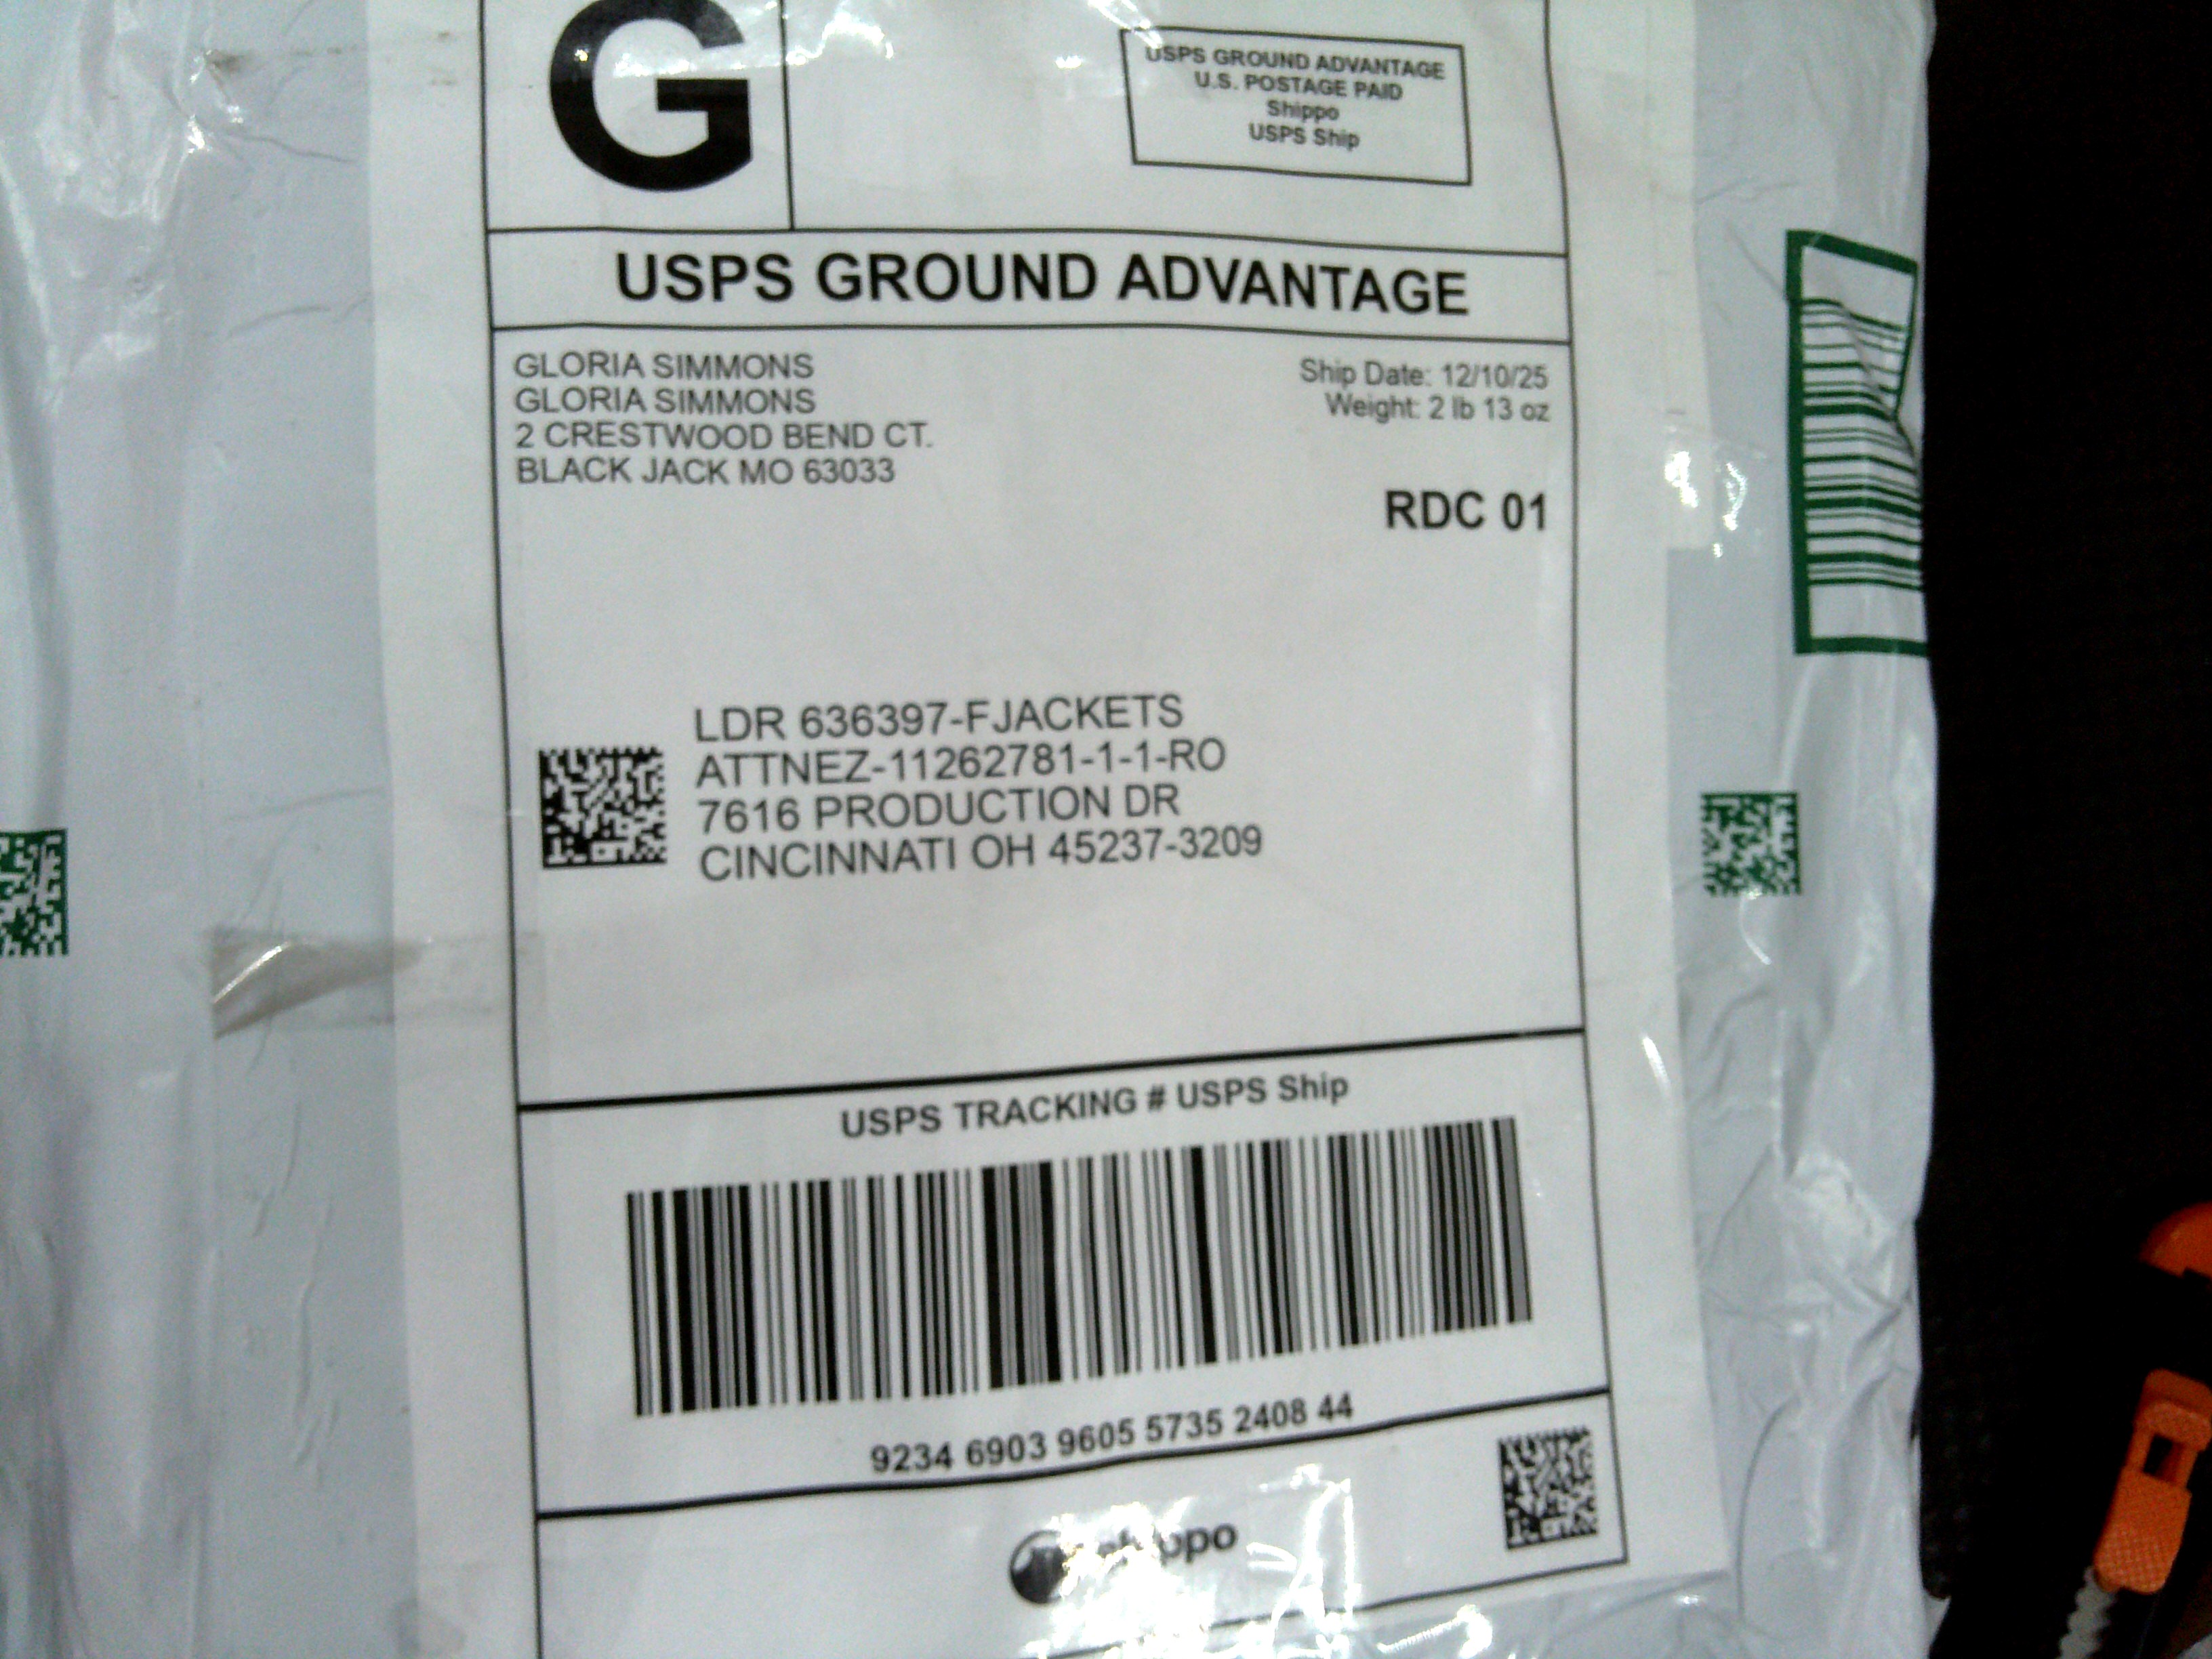 G
USPS GROUND ADVANTAGE
U.S. POSTAGE PAID
Shippo
USPS Ship
USPS GROUND ADVANTAGE
GLORIA SIMMONS
GLORIA SIMMONS
2 CRESTWOOD BEND CT.
BLACK JACK MO 63033
Ship Date: 12/10/25
Weight: 2 lb 13 oz
RDC 01
LDR 636397-FJACKETS
ATTNEZ-11262781-1-1-RO
7616 PRODUCTION DR
CINCINNATI OH 45237-3209
USPS TRACKING # USPS Ship
9234 6903 9605 5735 2408 44
shippo